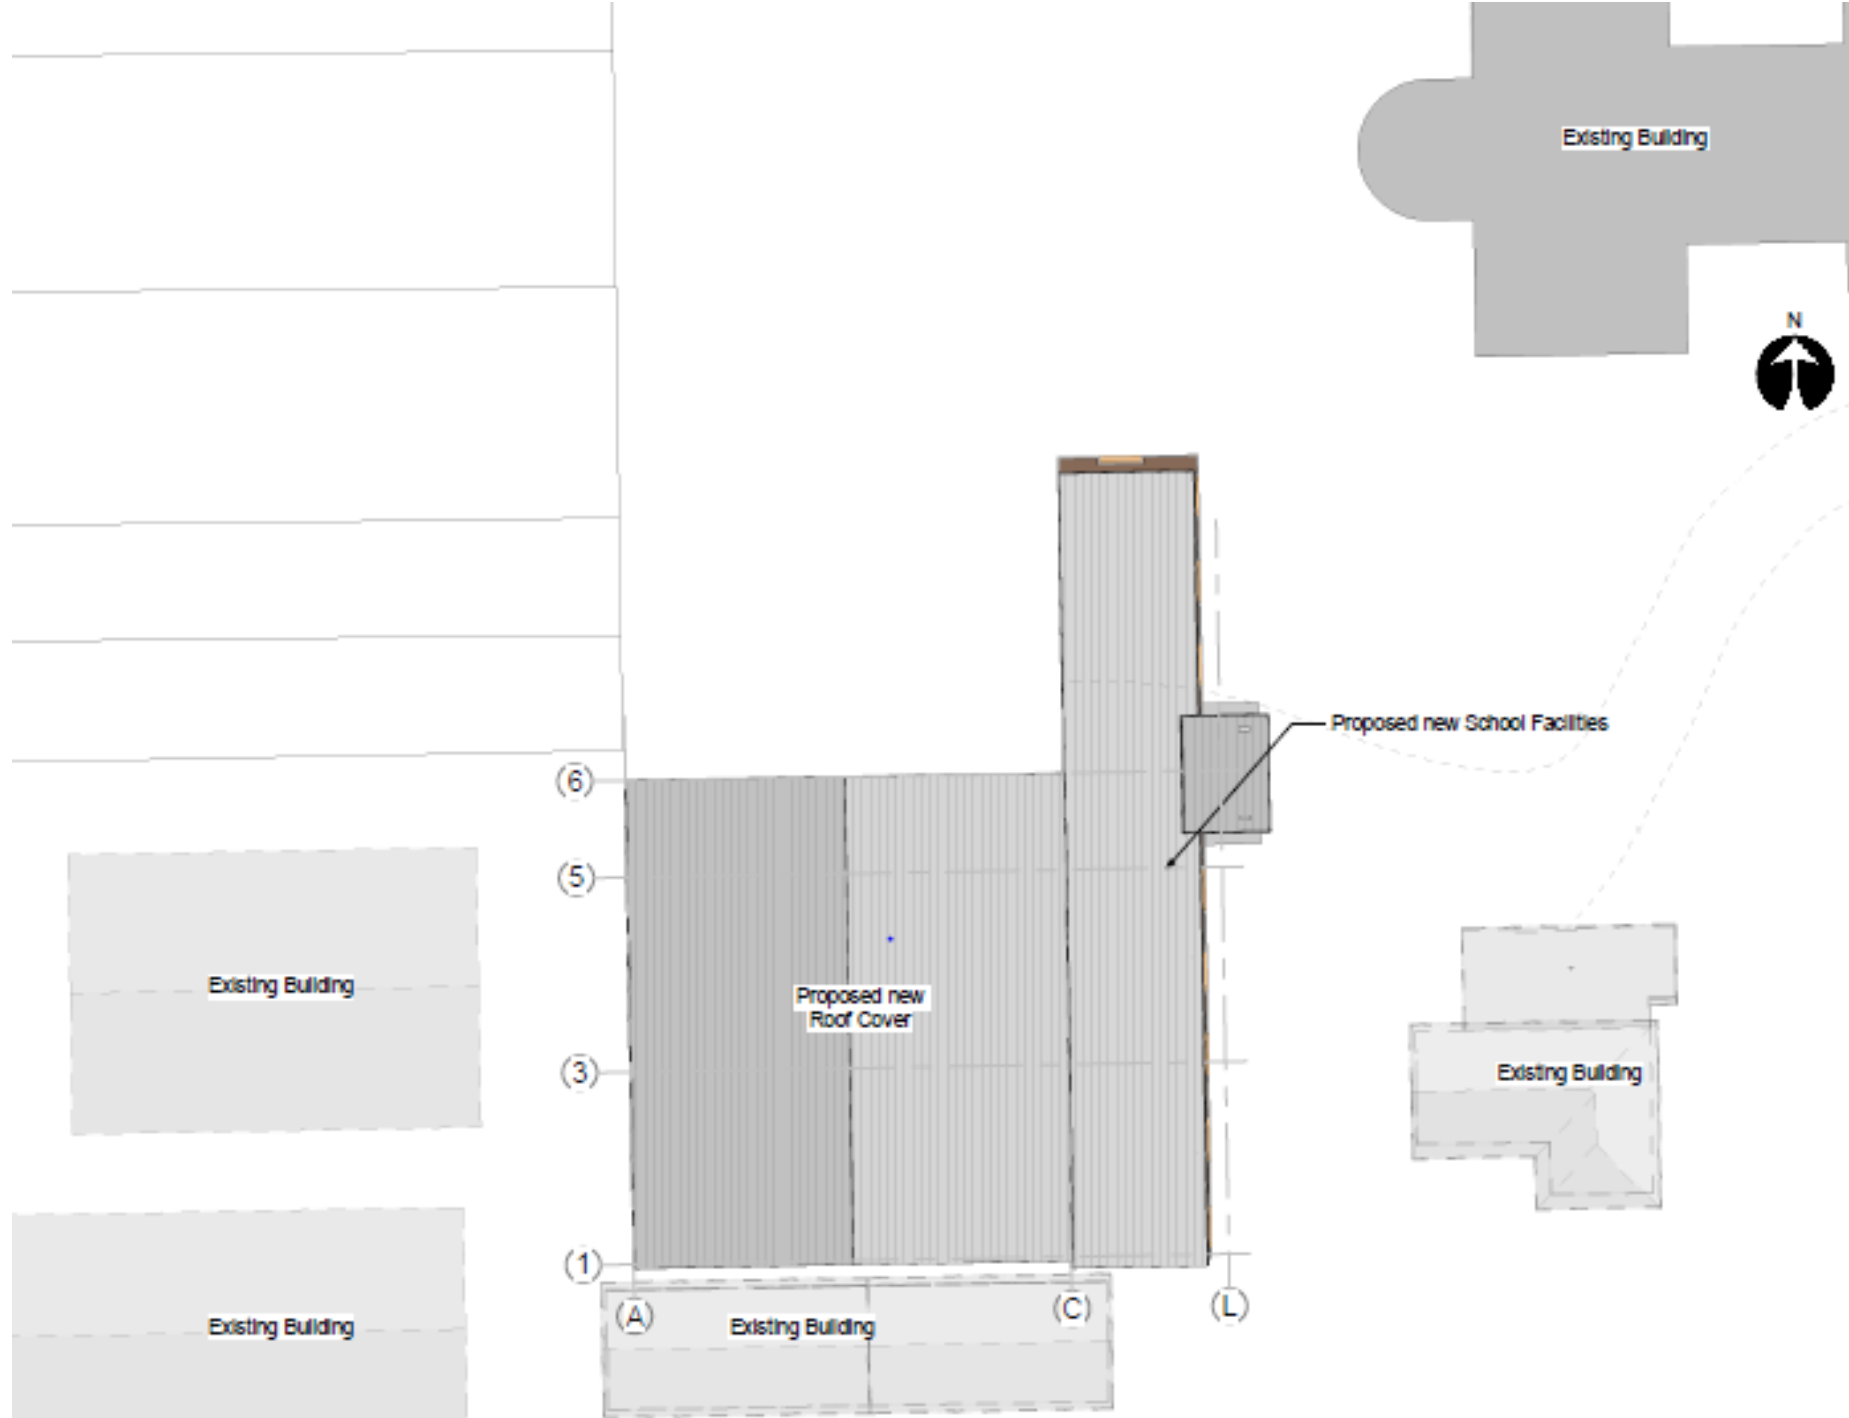 Existing Building
N
Proposed new School Facilities
(6)
(5)
Existing Building
Proposed new
Roof Cover
(3)
Existing Building
(1)
(A)
(C)
(L)
Existing Building
Existing Building